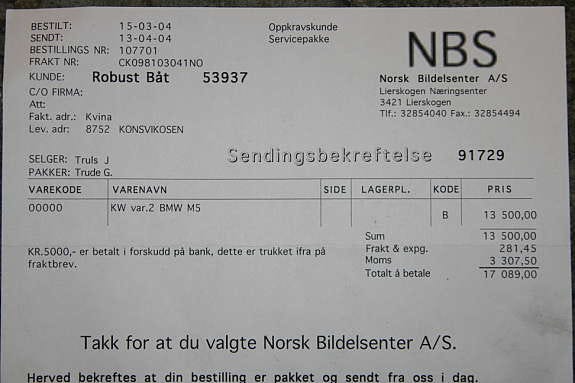 BESTILT: 15-03-04 Oppkravskunde
SENDT: 13-04-04 Servicepakke
BESTILLINGS NR: 107701
FRAKT NR: CK098103041NO
KUNDE: Robust Båt 53937
C/O FIRMA:
Att:
Fakt. adr.: Kvina
Lev. adr: 8752 KONSVIKOSEN
NBS
Norsk Bildelsenter A/S
Lierskogen Næringsenter
3421 Lierskogen
Tlf.: 32854040 Fax.: 32854494
SELGER: Truls J
PAKKER: Trude G.
Sendingsbekreftelse 91729
VAREKODE VARENAVN SIDE LAGERPL. KODE PRIS
00000 KW var.2 BMW M5 B 13 500,00
KR.5000,- er betalt i forskudd på bank, dette er trukket ifra på
fraktbrev.
Sum 13 500,00
Frakt & expg. 281,45
Moms 3 307,50
Totalt å betale 17 089,00
Takk for at du valgte Norsk Bildelsenter A/S.
Herved bekreftes at din bestilling er pakket og sendt fra oss i dag.